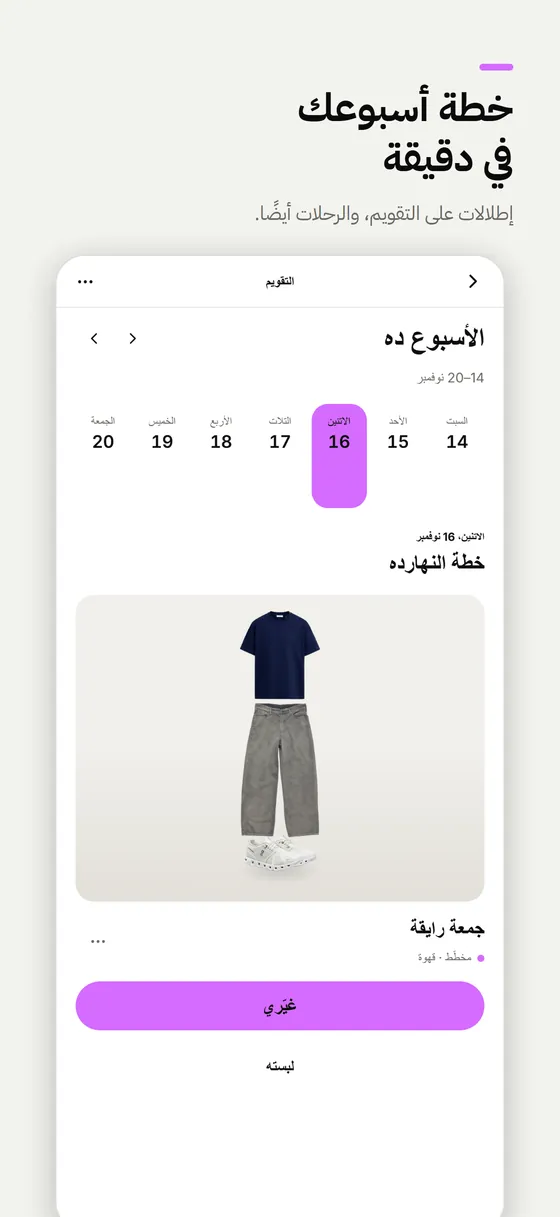 خطة أسبوعك
في دقيقة
إطلالات على التقويم، والرحلات أيضًا.
التقويم
الأسبوع ده
14–20 نوفمبر
السبت الأحد الاتنين التلات الأربع الخميس الجمعة
14 15 16 17 18 19 20
الاتنين، 16 نوفمبر
خطة النهارده
جمعة رايقة
مخطّط · قهوة
غيّري
لبسته